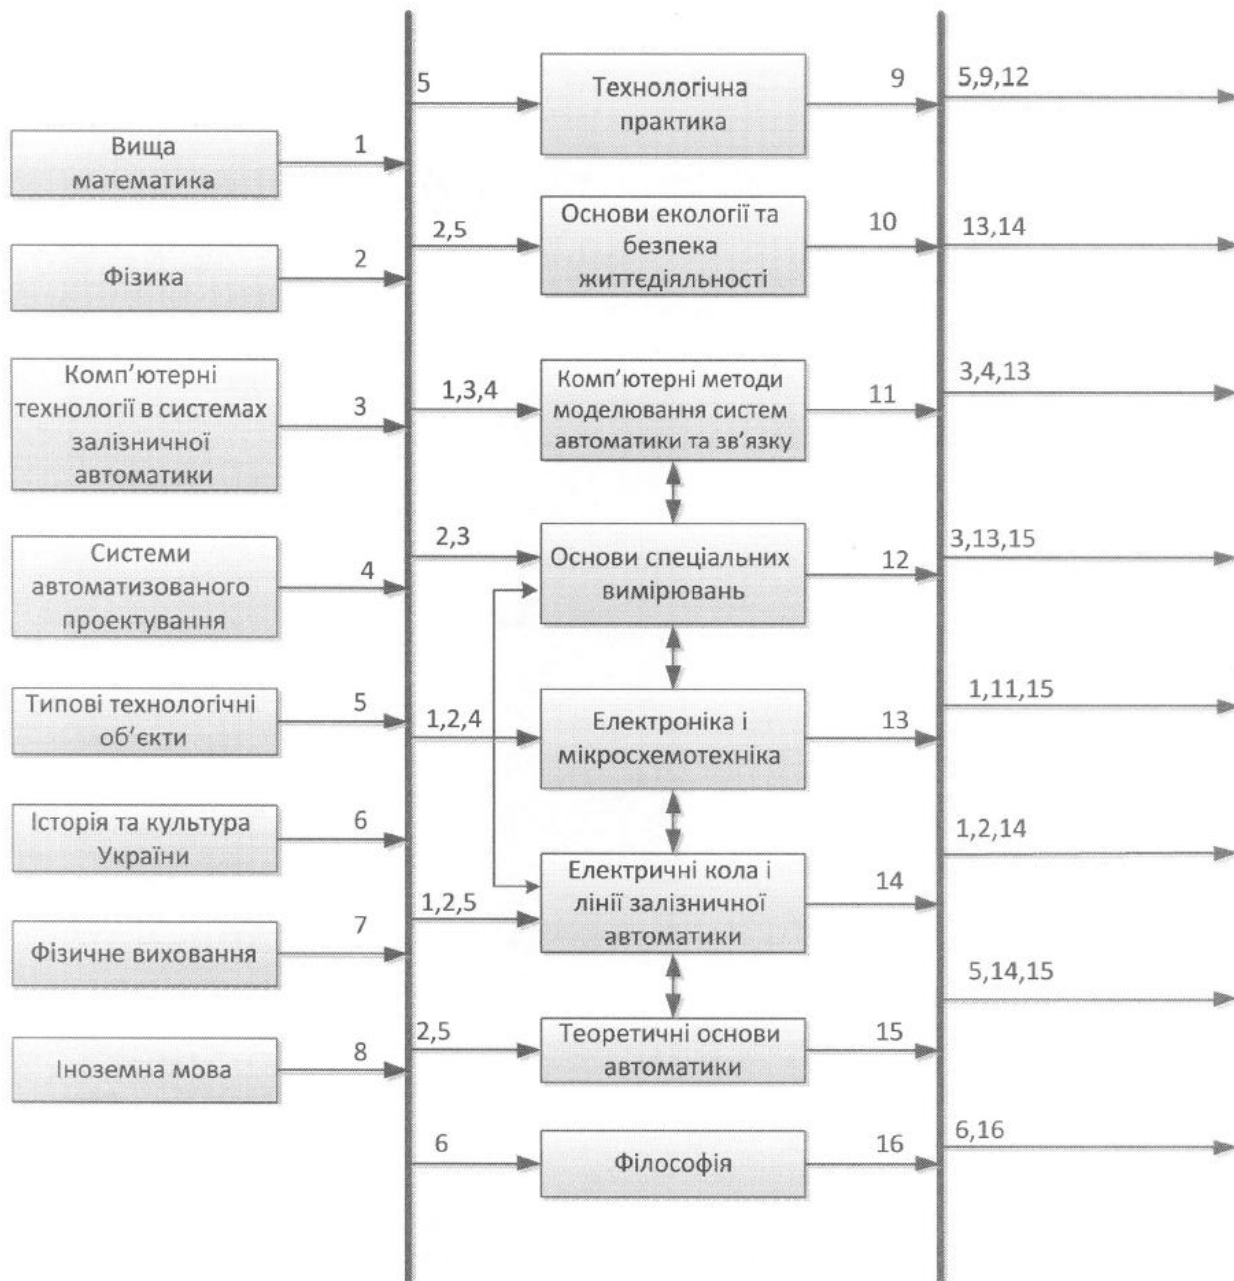 Вища
математика
1
Фізика
2
Комп’ютерні
технології в системах
залізничної
автоматики
3
Системи
автоматизованого
проектування
4
Типові технологічні
об’єкти
5
Історія та культура
України
6
Фізичне виховання
7
Іноземна мова
8
5
Технологічна
практика
9
2,5
Основи екології та
безпека
життєдіяльності
10
1,3,4
Комп’ютерні методи
моделювання систем
автоматики та зв’язку
11
2,3
Основи спеціальних
вимірювань
12
1,2,4
Електроніка і
мікросхемотехніка
13
1,2,5
Електричні кола і
лінії залізничної
автоматики
14
2,5
Теоретичні основи
автоматики
15
6
Філософія
16
5,9,12
13,14
3,4,13
3,13,15
1,11,15
1,2,14
5,14,15
6,16